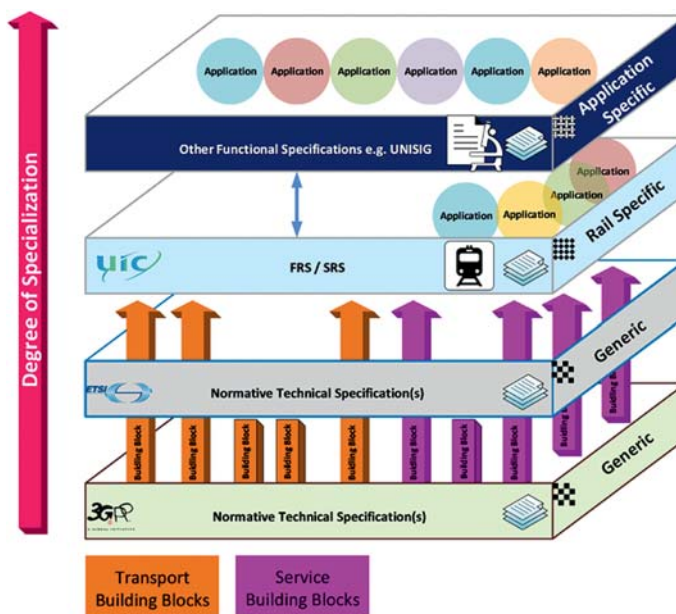 Degree of Specialization
Application Application Application Application Application Application
Application Specific
Other Functional Specifications e.g. UNISIG
Application Application Application Application
Rail Specific
UIC
FRS / SRS
Generic
ETSI
Normative Technical Specification(s)
Building Block Building Block Building Block Building Block Building Block Building Block Building Block Building Block Building Block Building Block
Generic
3GPP
A GLOBAL INITIATIVE
Normative Technical Specification(s)
Transport
Building Blocks
Service
Building Blocks